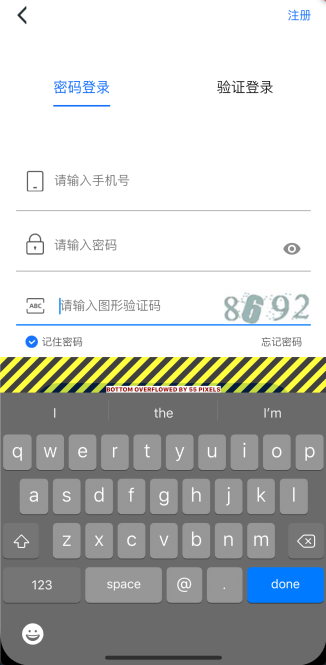 注册
密码登录 验证登录
请输入手机号
请输入密码
ABC 请输入图形验证码 8692
记住密码 忘记密码
BOTTOM OVERFLOWED BY 55 PIXELS
I the I'm
q w e r t y u i o p
a s d f g h j k l
z x c v b n m
123 space @ . done